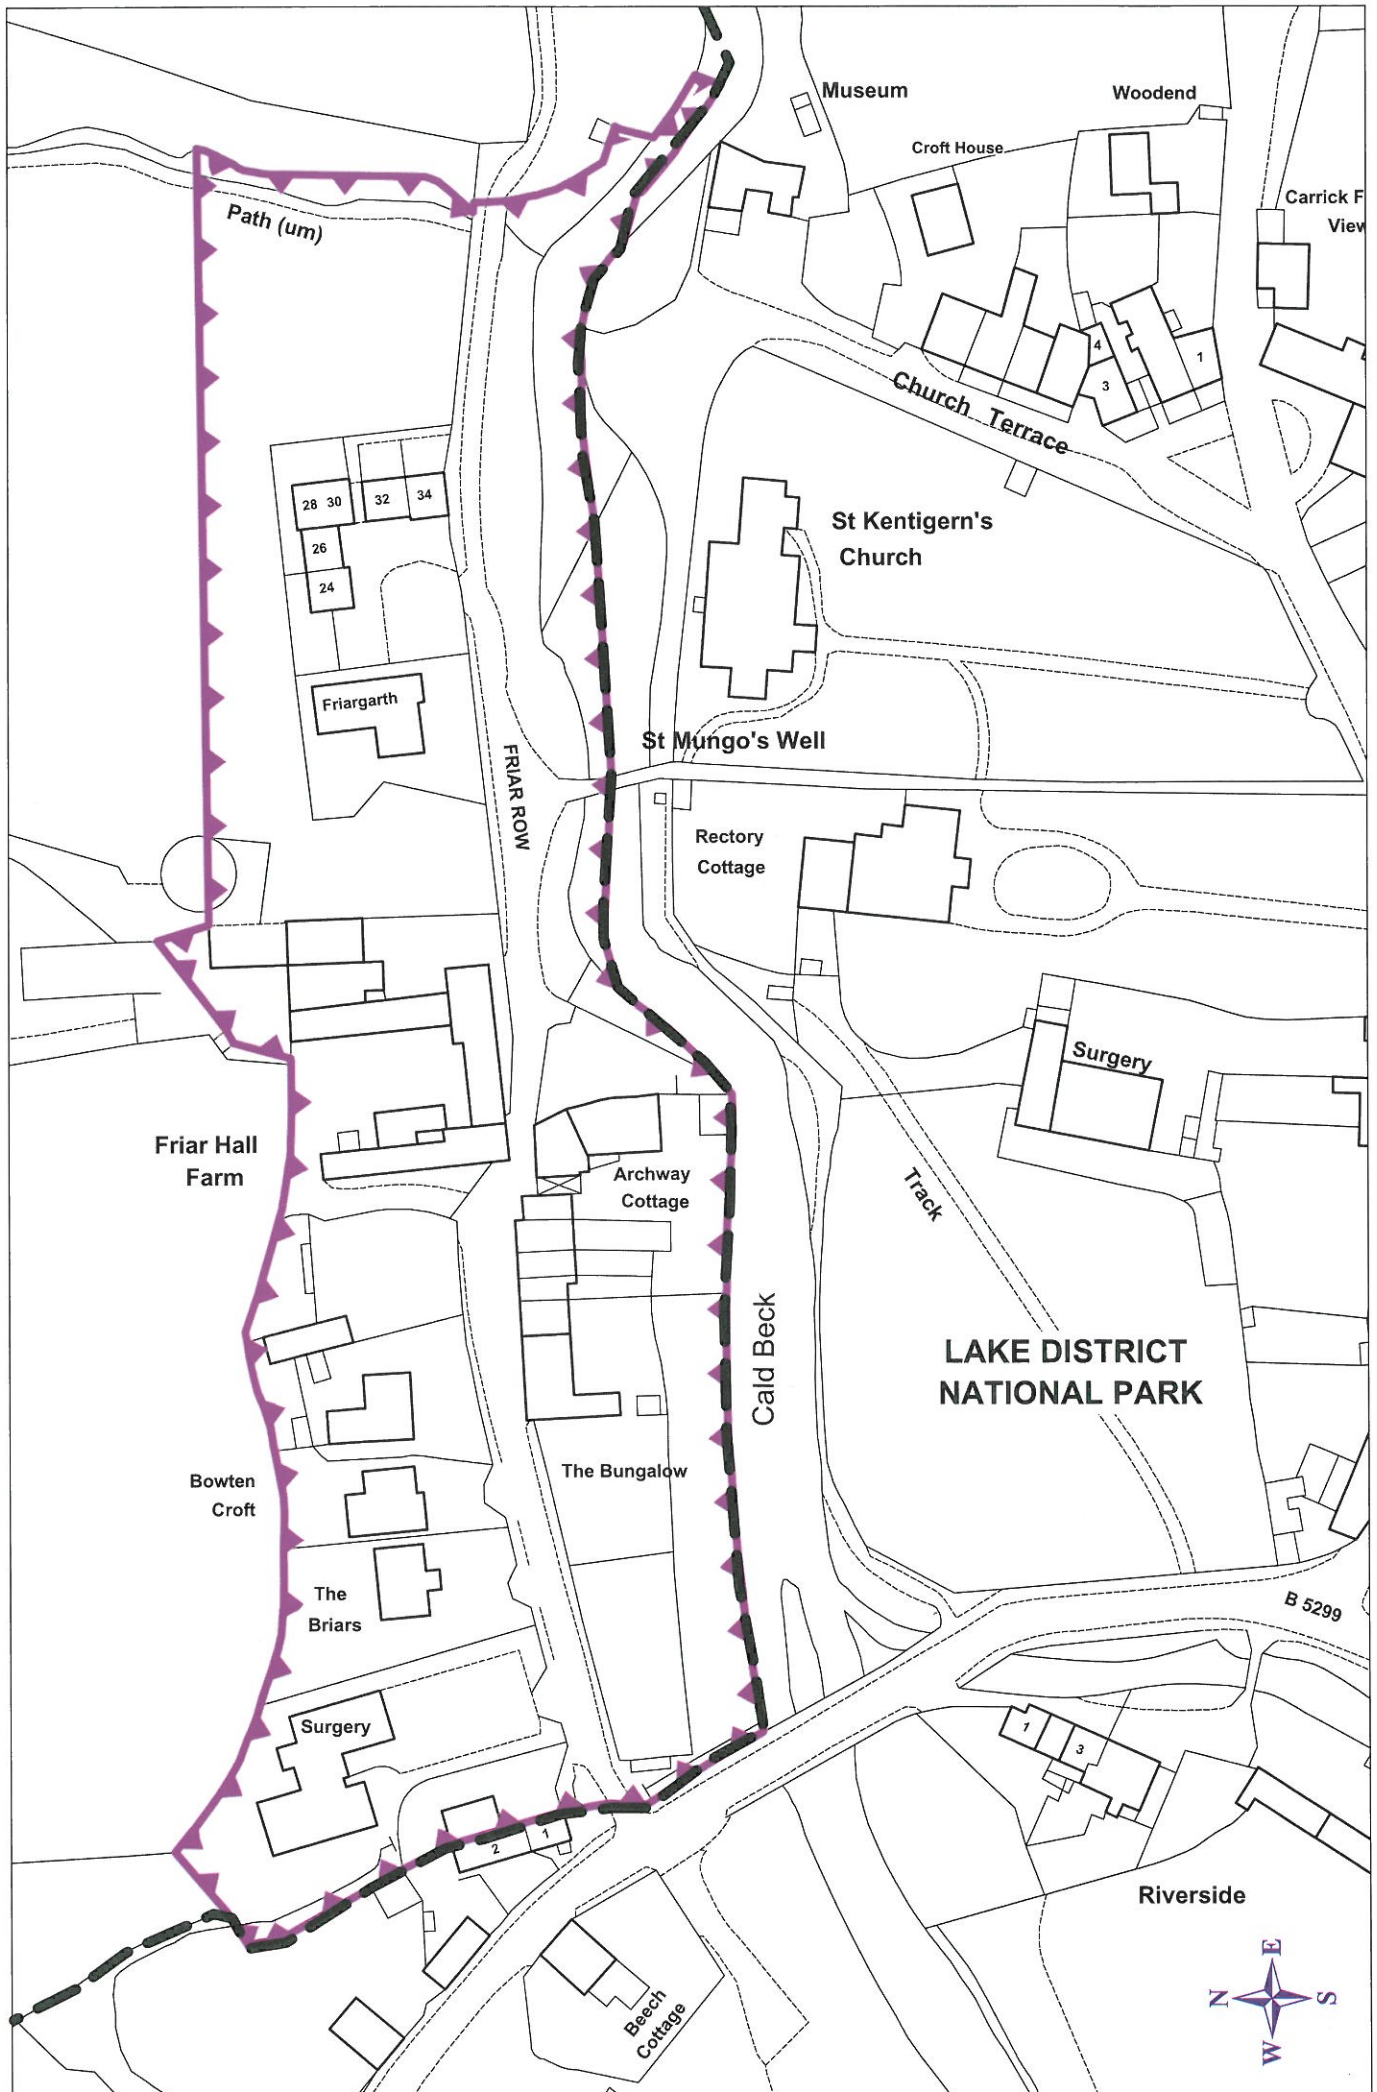 Museum
Woodend
Croft House
Carrick F
View
Path (um)
4
1
3
Church Terrace
28 30
32
34
26
24
St Kentigern's
Church
Friargarth
St Mungo's Well
FRIAR ROW
Rectory
Cottage
Surgery
Friar Hall
Farm
Archway
Cottage
Track
Cald Beck
LAKE DISTRICT
NATIONAL PARK
Bowten
Croft
The Bungalow
The
Briars
B 5299
Surgery
1
3
2
1
Riverside
Beech
Cottage
E
N
S
W